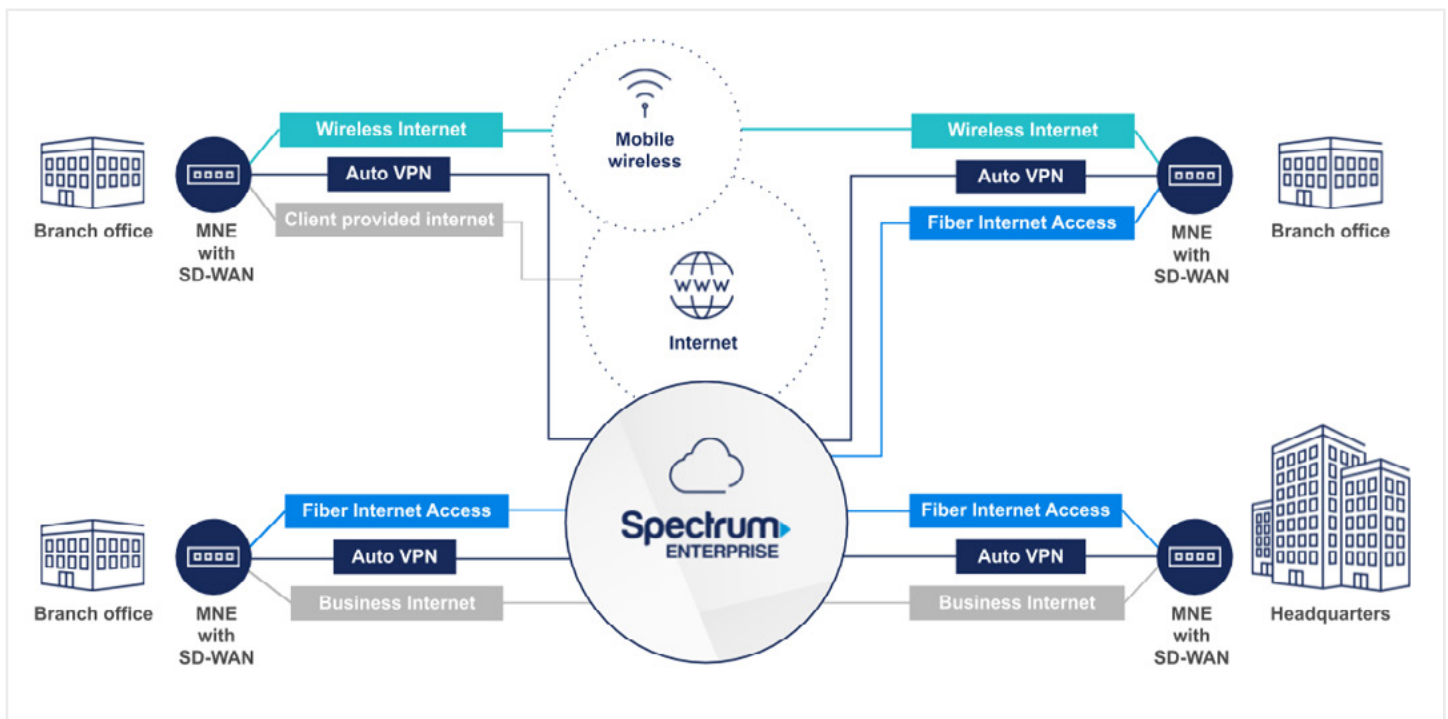 Mobile
wireless
Wireless Internet
Auto VPN
Client provided internet
Branch office
MNE
with
SD-WAN
Wireless Internet
Auto VPN
Fiber Internet Access
MNE
with
SD-WAN
Branch office
WWW
Internet
Spectrum
ENTERPRISE
Fiber Internet Access
Auto VPN
Business Internet
Branch office
MNE
with
SD-WAN
Fiber Internet Access
Auto VPN
Business Internet
MNE
with
SD-WAN
Headquarters